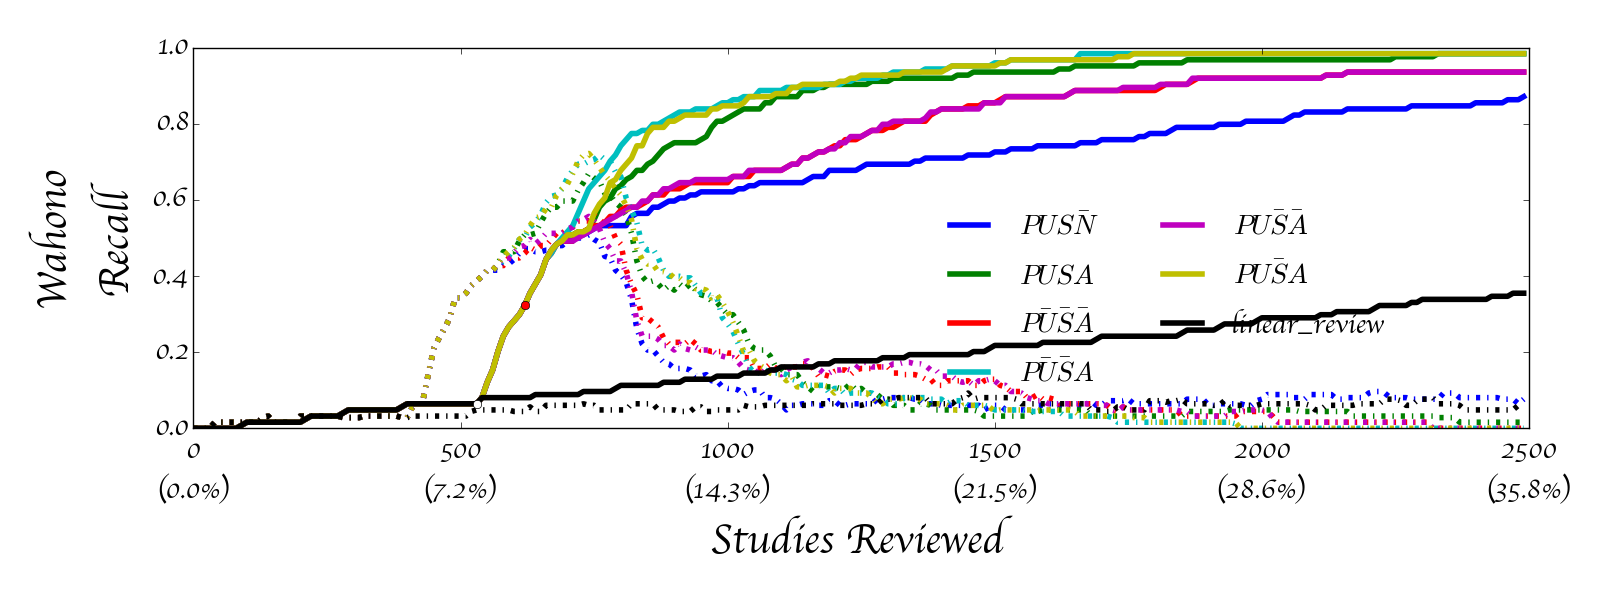 1.0
0.8
0.6
0.4
0.2
0.0
Wahono
Recall
PUSN̄
PUSA
PŪS̄Ā
PŪS̄A
PUS̄Ā
PUS̄A
linear_review
0 500 1000 1500 2000 2500
(0.0%) (7.2%) (14.3%) (21.5%) (28.6%) (35.8%)
Studies Reviewed